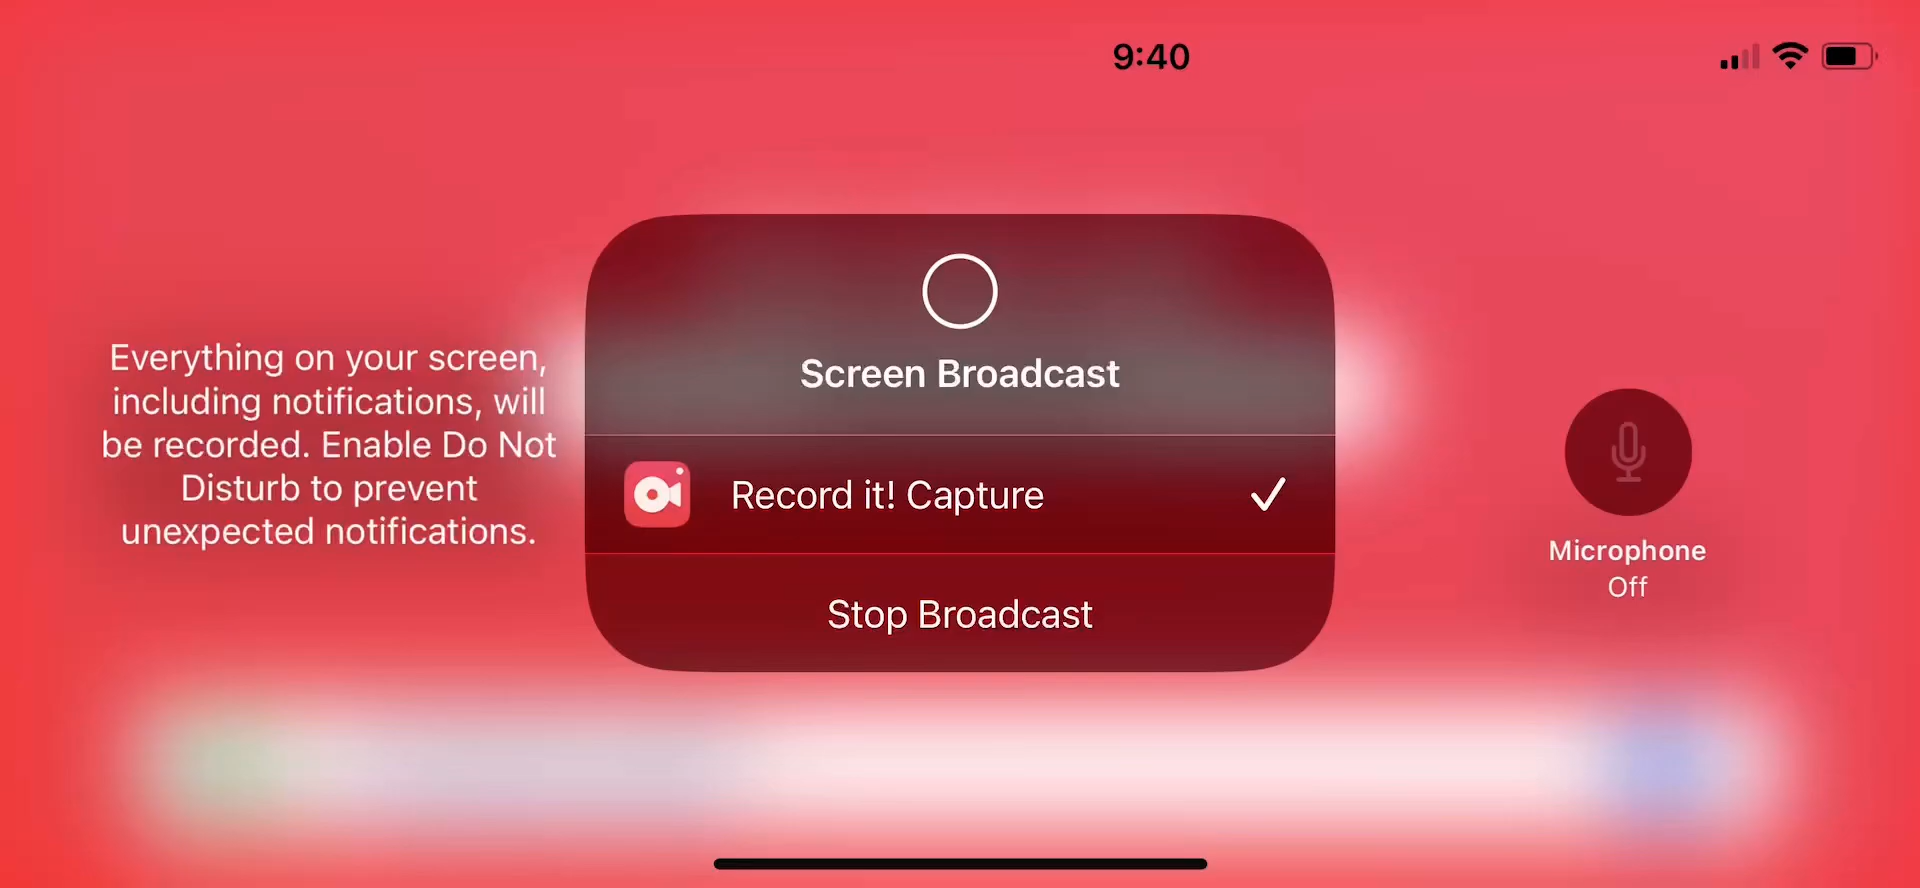 9:40
Everything on your screen,
including notifications, will
be recorded. Enable Do Not
Disturb to prevent
unexpected notifications.
Screen Broadcast
Record it! Capture
Stop Broadcast
Microphone
Off